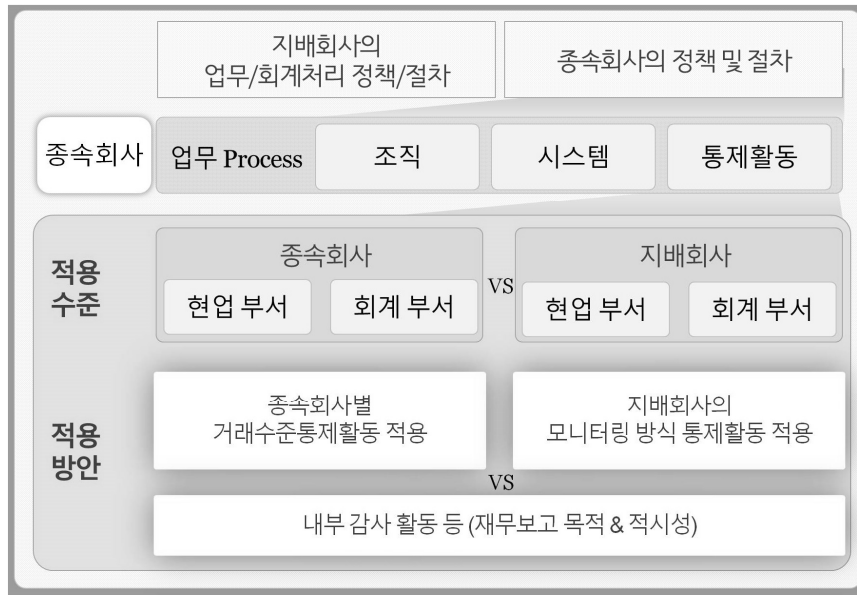 지배회사의
업무/회계처리 정책/절차
종속회사의 정책 및 절차
종속회사
업무 Process
조직
시스템
통제활동
적용
수준
종속회사
현업 부서
회계 부서
VS
지배회사
현업 부서
회계 부서
적용
방안
종속회사별
거래수준통제활동 적용
지배회사의
모니터링 방식 통제활동 적용
VS
내부 감사 활동 등 (재무보고 목적 & 적시성)